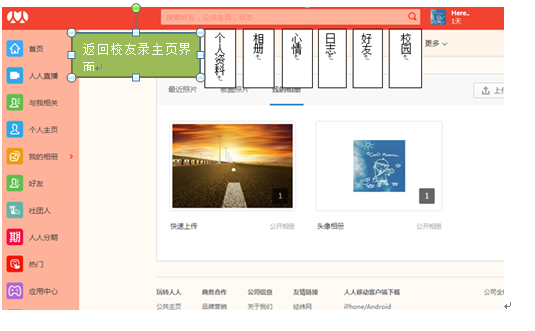 搜索好友，公共主页，状态
Here..
1天
返回校友录主页界面
个人资料
相册
心情
日志
好友
校园
更多
首页
人人直播
与我相关
个人主页
我的相册
好友
社团人
人人分期
热门
应用中心
最近照片
我的相册
上传
1
1
快速上传
公开相册
头像相册
公开相册
玩转人人
商务合作
公司信息
友情链接
人人移动客户端下载
公司全
公共主页
品牌营销
关于我们
经纬网
iPhone/Android